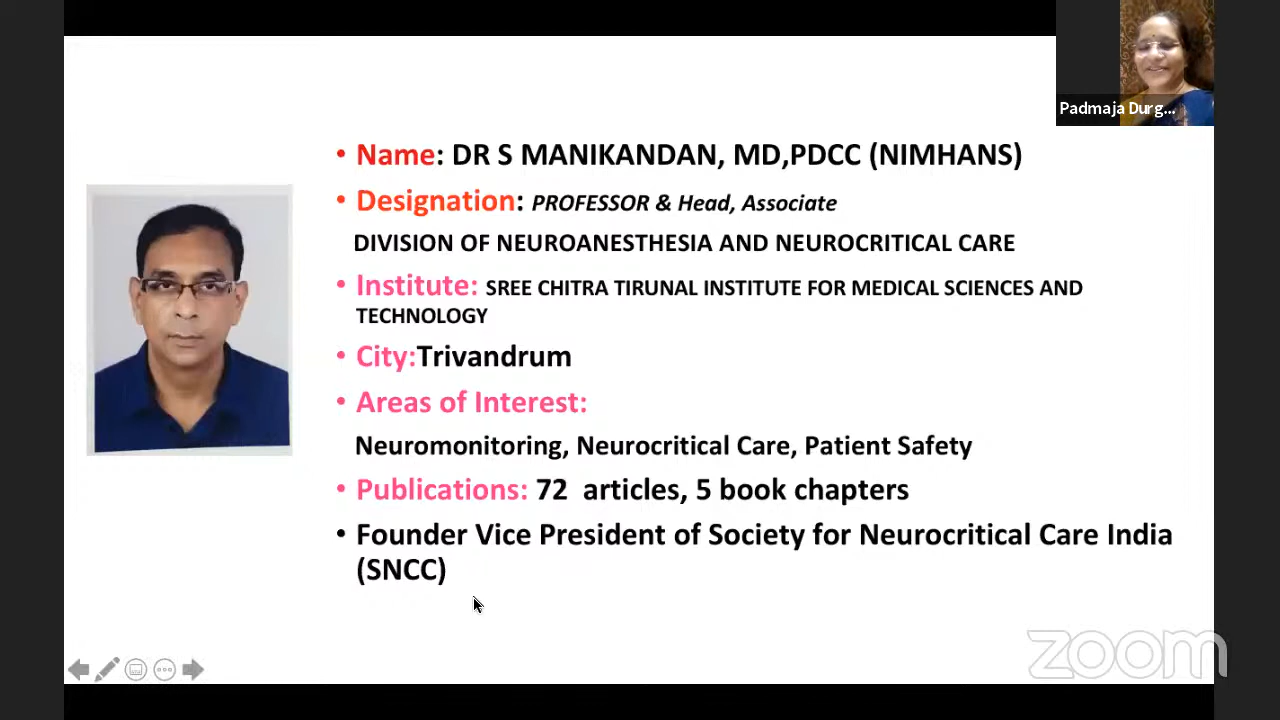 Padmaja Durg...
• Name: DR S MANIKANDAN, MD,PDCC (NIMHANS)
• Designation: PROFESSOR & Head, Associate
DIVISION OF NEUROANESTHESIA AND NEUROCRITICAL CARE
• Institute: SREE CHITRA TIRUNAL INSTITUTE FOR MEDICAL SCIENCES AND
TECHNOLOGY
• City:Trivandrum
• Areas of Interest:
Neuromonitoring, Neurocritical Care, Patient Safety
• Publications: 72  articles, 5 book chapters
• Founder Vice President of Society for Neurocritical Care India
(SNCC)
zoom